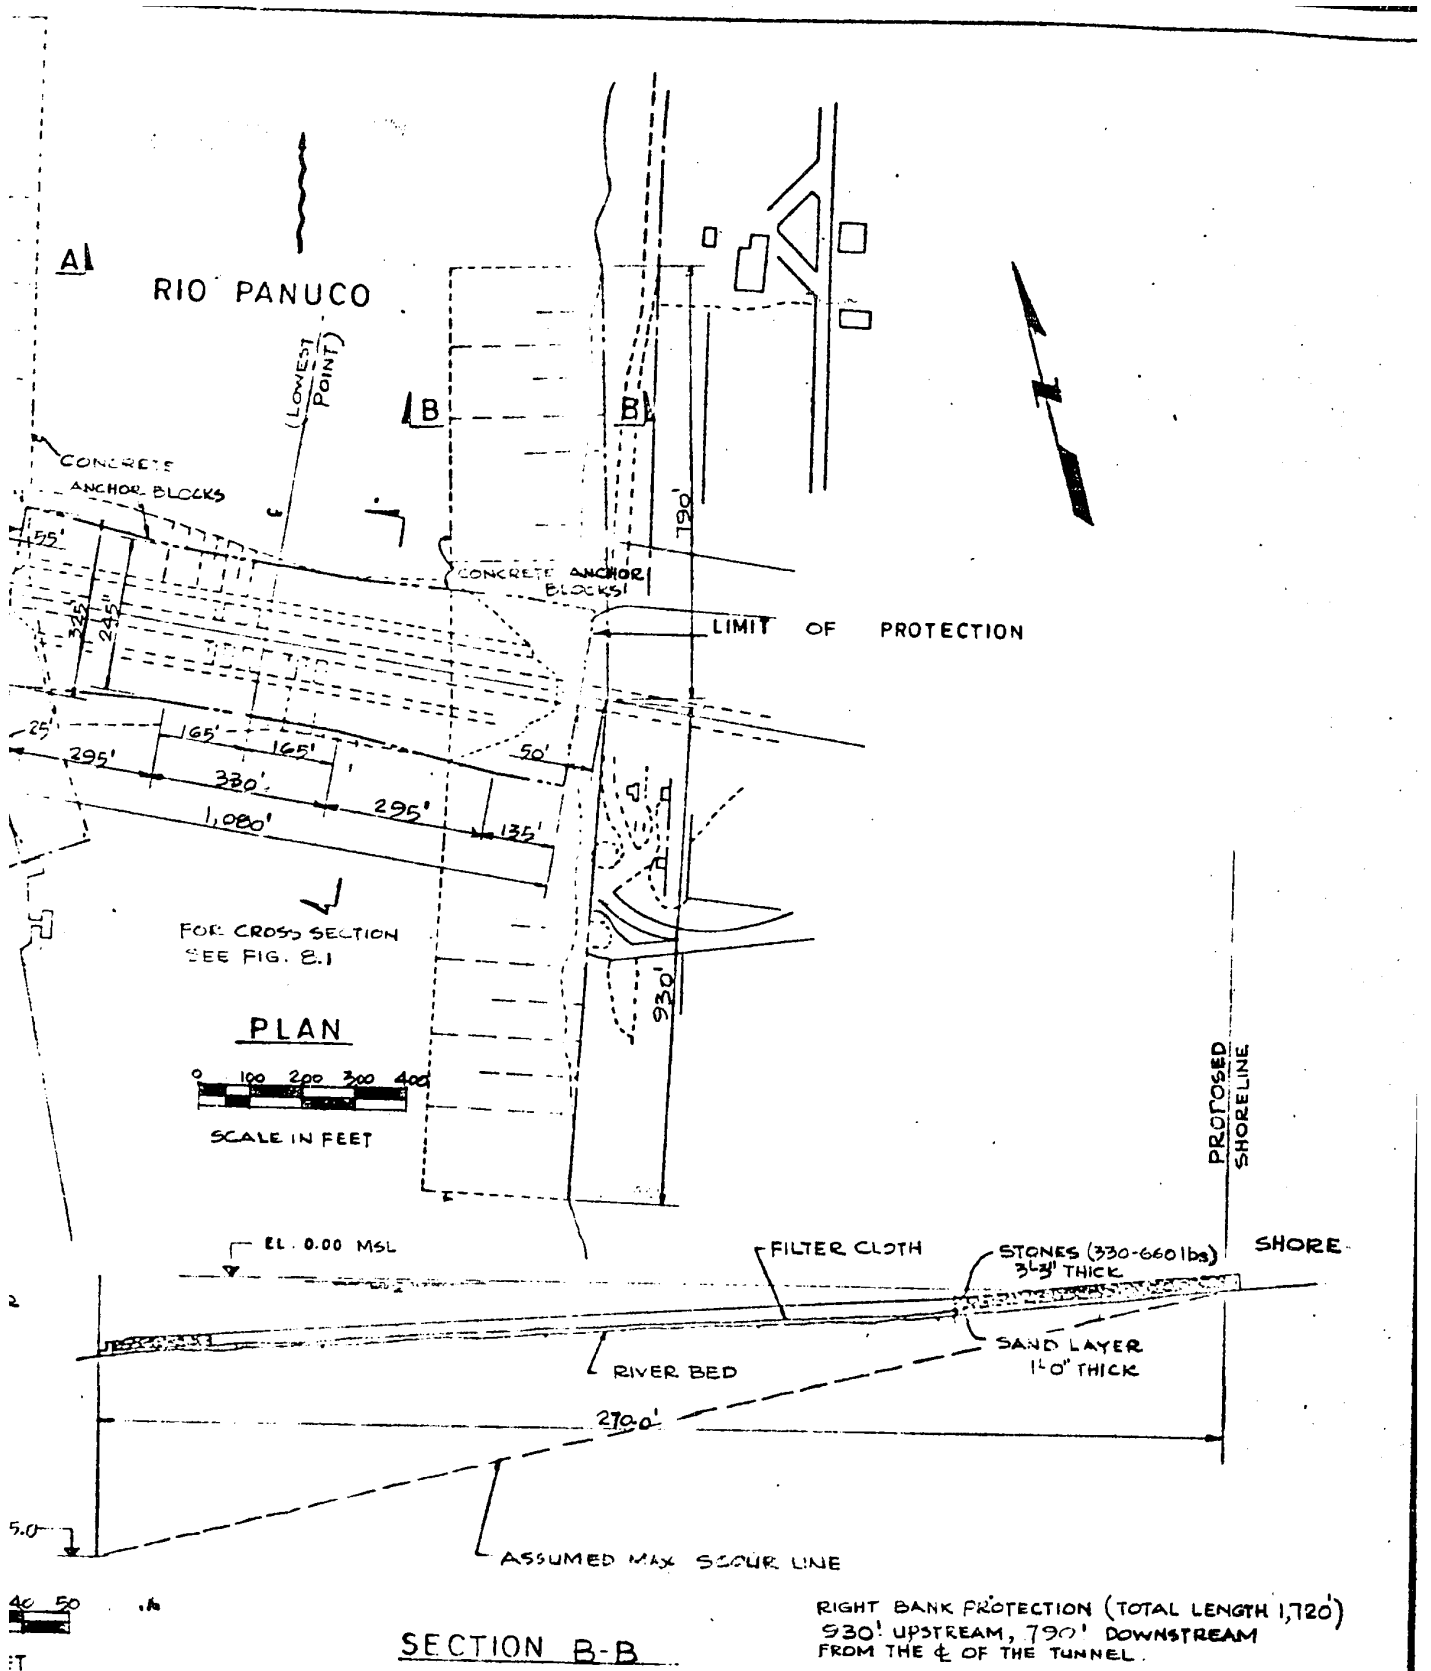 A
RIO PANUCO
(LOWEST
POINT)
B
B
CONCRETE
ANCHOR BLOCKS
55'
790'
CONCRETE ANCHOR
BLOCKS
325'
245'
LIMIT OF PROTECTION
25'
165'
165'
50'
295'
330'
295'
135'
1,080'
FOR CROSS SECTION
SEE FIG. 8.1
930'
PLAN
0 100 200 300 400
SCALE IN FEET
PROPOSED
SHORELINE
EL. 0.00 MSL
FILTER CLOTH
STONES (330-660 lbs)
3'-3" THICK
SHORE
SAND LAYER
1'-0" THICK
RIVER BED
270.0'
5.0
ASSUMED MAX SCOUR LINE
40 50
ET
SECTION B-B
RIGHT BANK PROTECTION (TOTAL LENGTH 1,720')
930' UPSTREAM, 790' DOWNSTREAM
FROM THE ℄ OF THE TUNNEL.